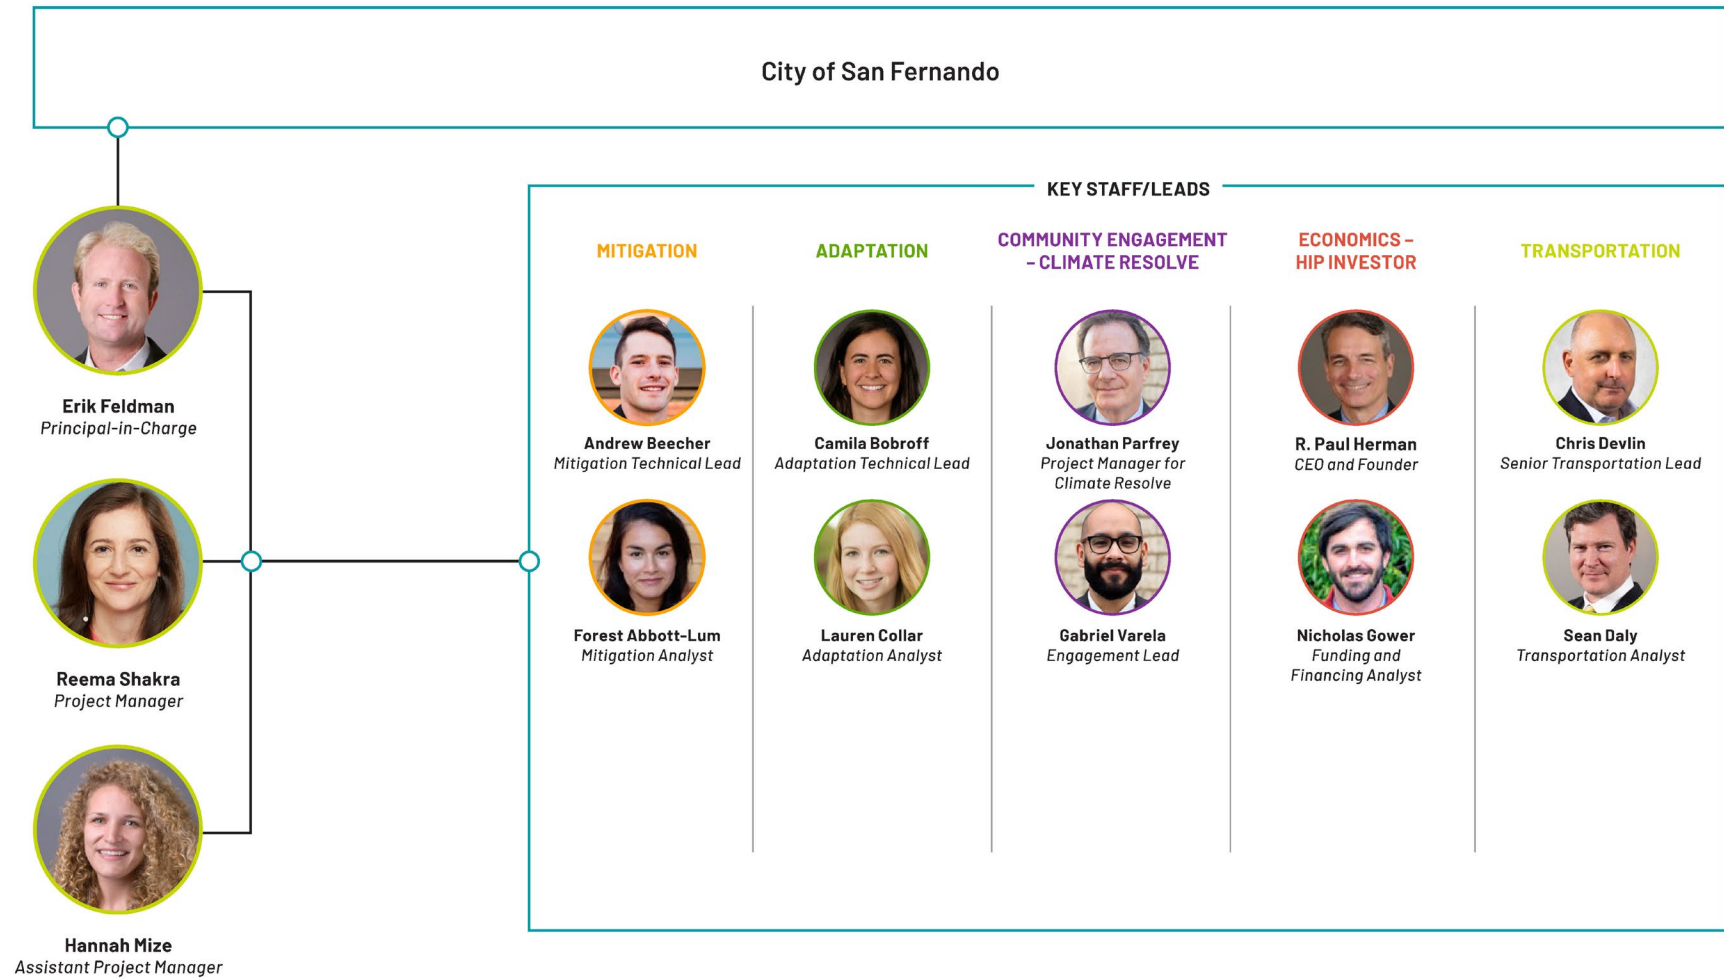 City of San Fernando
Erik Feldman
Principal-in-Charge
Reema Shakra
Project Manager
Hannah Mize
Assistant Project Manager
KEY STAFF/LEADS
MITIGATION
Andrew Beecher
Mitigation Technical Lead
Forest Abbott-Lum
Mitigation Analyst
ADAPTATION
Camila Bobroff
Adaptation Technical Lead
Lauren Collar
Adaptation Analyst
COMMUNITY ENGAGEMENT
– CLIMATE RESOLVE
Jonathan Parfrey
Project Manager for
Climate Resolve
Gabriel Varela
Engagement Lead
ECONOMICS –
HIP INVESTOR
R. Paul Herman
CEO and Founder
Nicholas Gower
Funding and
Financing Analyst
TRANSPORTATION
Chris Devlin
Senior Transportation Lead
Sean Daly
Transportation Analyst